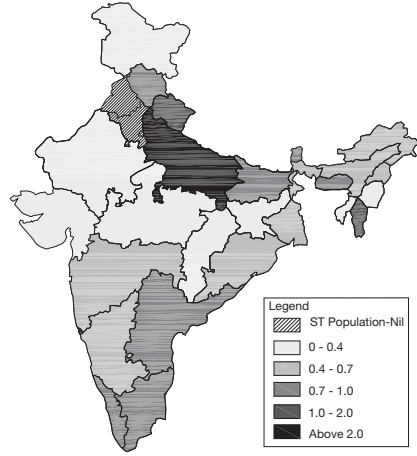 Legend
ST Population-Nil
0 - 0.4
0.4 - 0.7
0.7 - 1.0
1.0 - 2.0
Above 2.0